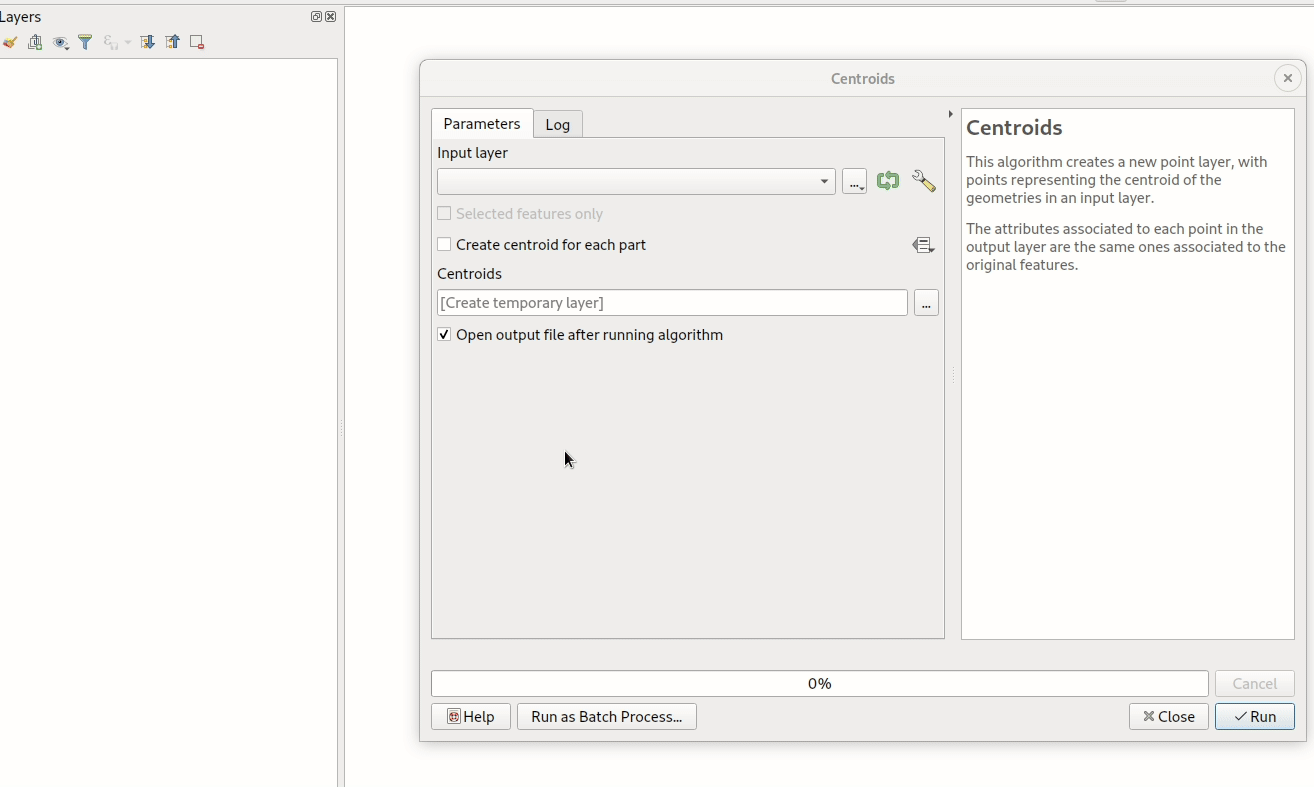 Layers
Centroids
Parameters
Log
Input layer
...
Selected features only
Create centroid for each part
Centroids
[Create temporary layer]
...
Open output file after running algorithm
Centroids
This algorithm creates a new point layer, with
points representing the centroid of the
geometries in an input layer.
The attributes associated to each point in the
output layer are the same ones associated to the
original features.
0%
Cancel
Help
Run as Batch Process...
Close
Run